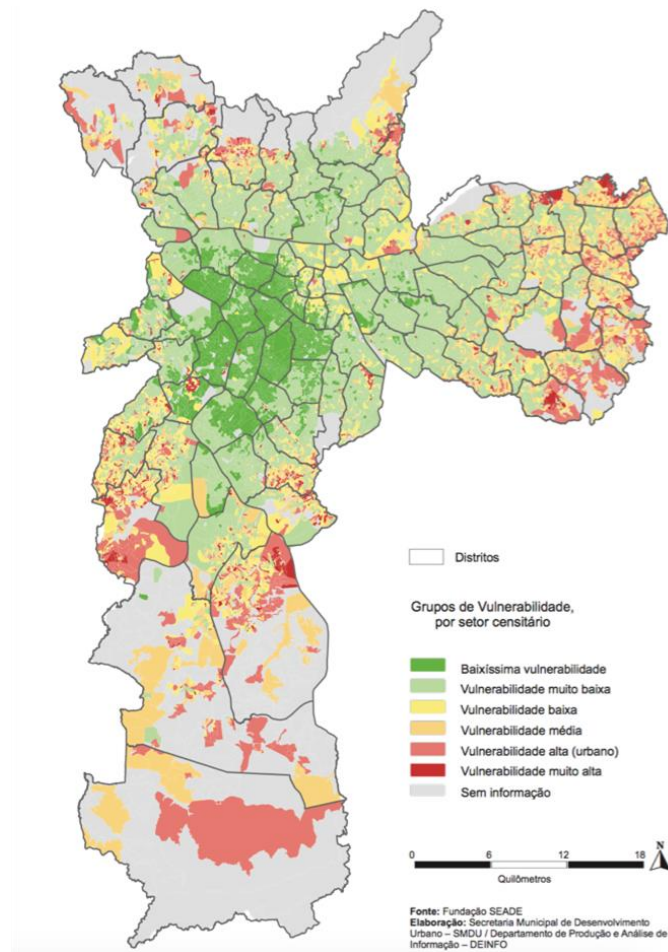 Distritos
Grupos de Vulnerabilidade,
por setor censitário
Baixíssima vulnerabilidade
Vulnerabilidade muito baixa
Vulnerabilidade baixa
Vulnerabilidade média
Vulnerabilidade alta (urbano)
Vulnerabilidade muito alta
Sem informação
N
0 6 12 18
Quilômetros
Fonte: Fundação SEADE
Elaboração: Secretaria Municipal de Desenvolvimento
Urbano – SMDU / Departamento de Produção e Análise de
Informação – DEINFO